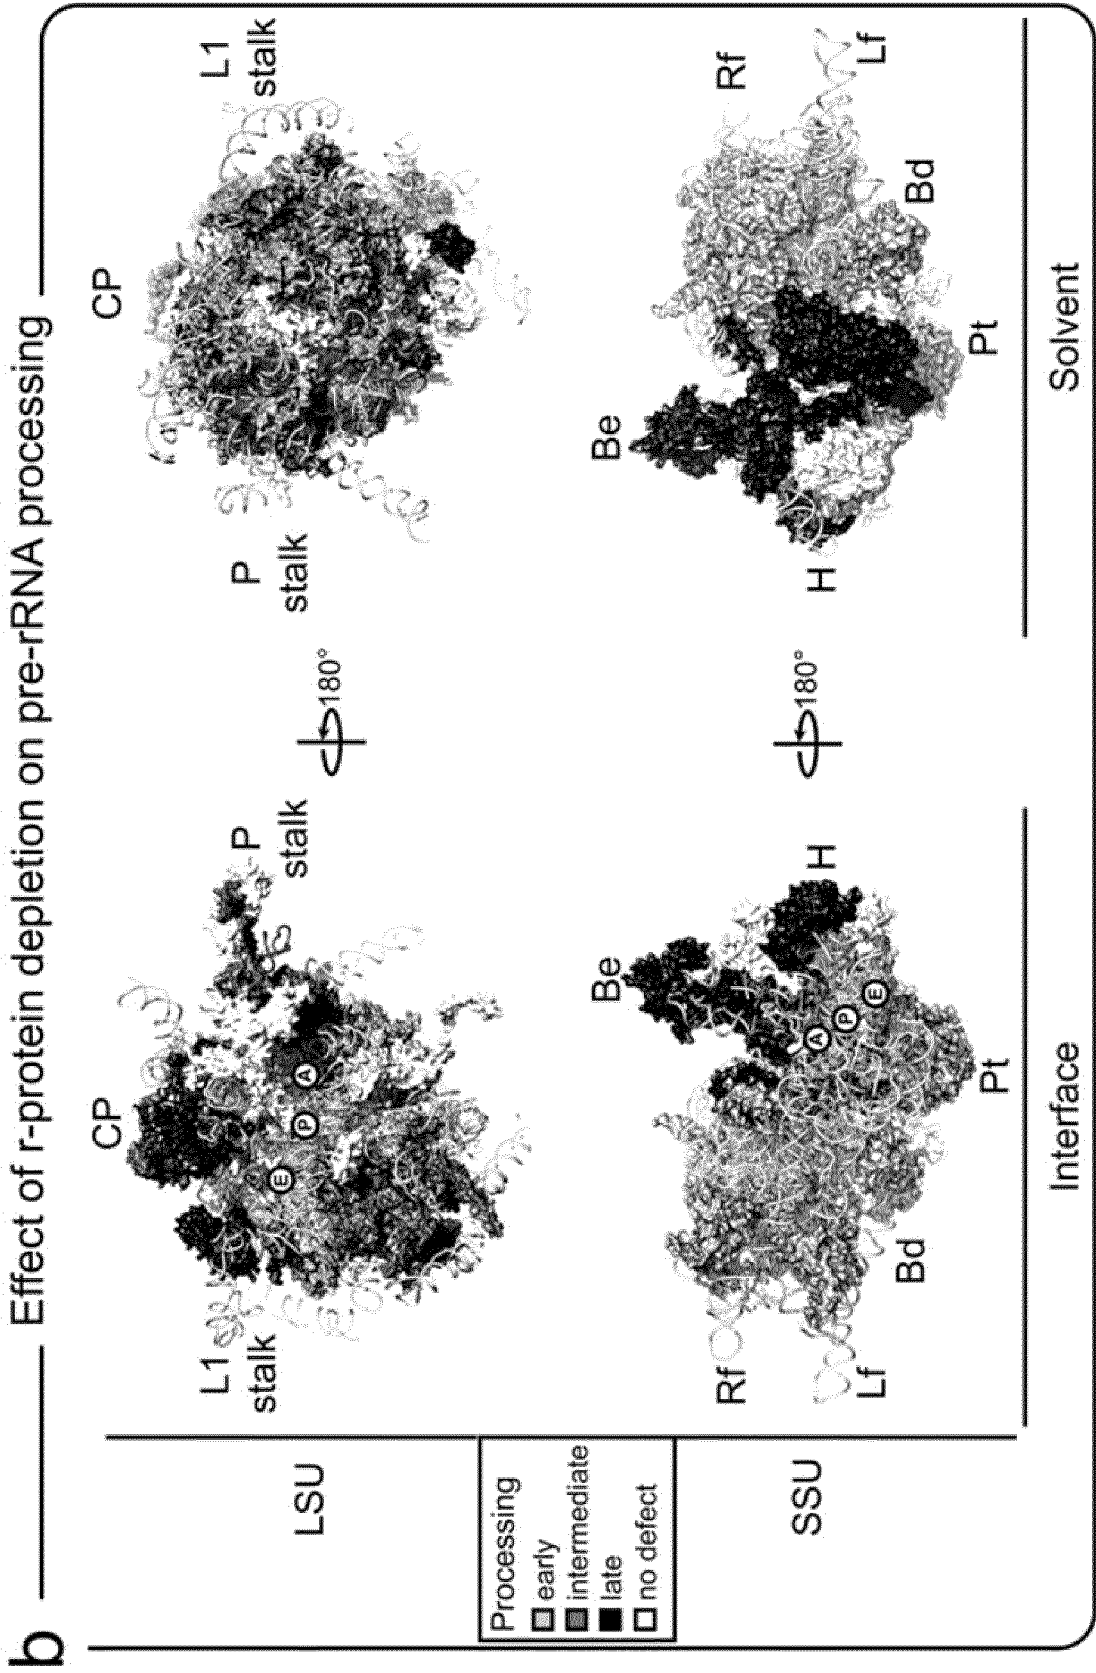 b
Effect of r-protein depletion on pre-rRNA processing
LSU
CP
L1
stalk
P
stalk
E
P
A
180°
CP
P
stalk
L1
stalk
Processing
early
intermediate
late
no defect
SSU
Be
Rf
H
A
P
E
Lf
Bd
Pt
180°
Be
Rf
H
Lf
Bd
Pt
Interface
Solvent